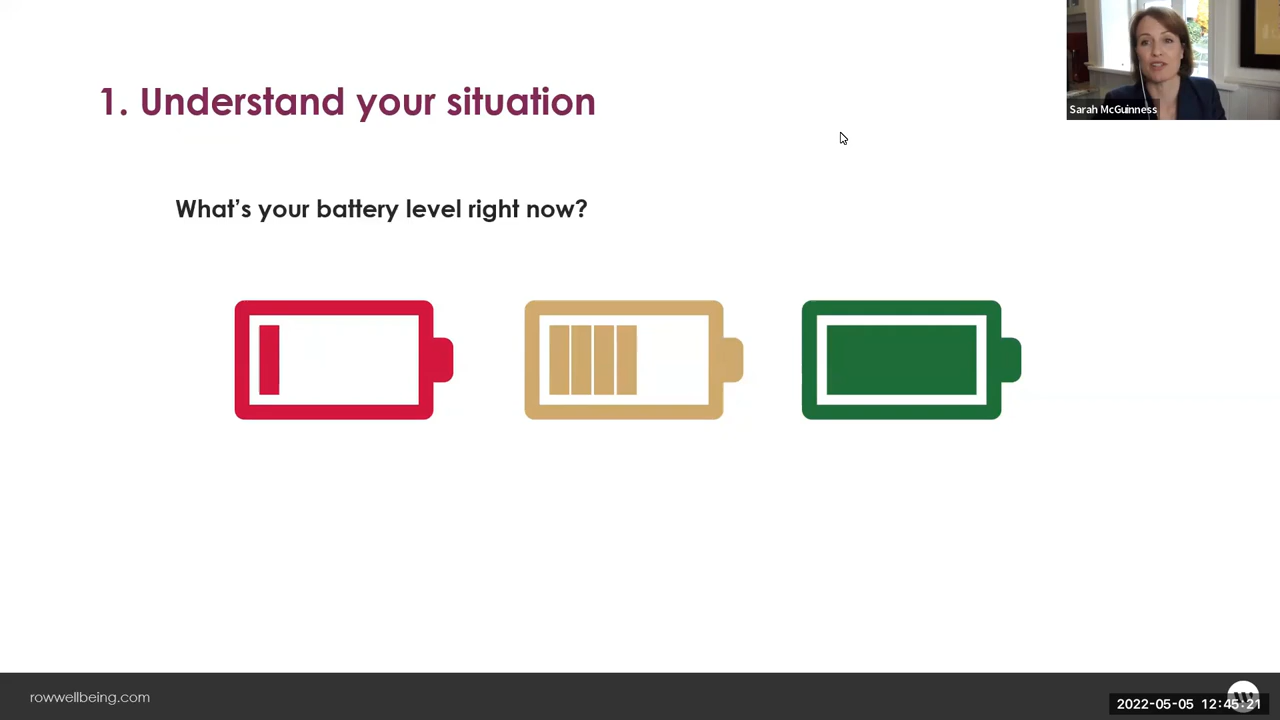 1. Understand your situation
Sarah McGuinness
What's your battery level right now?
rowwellbeing.com
2022-05-05 12:45:21